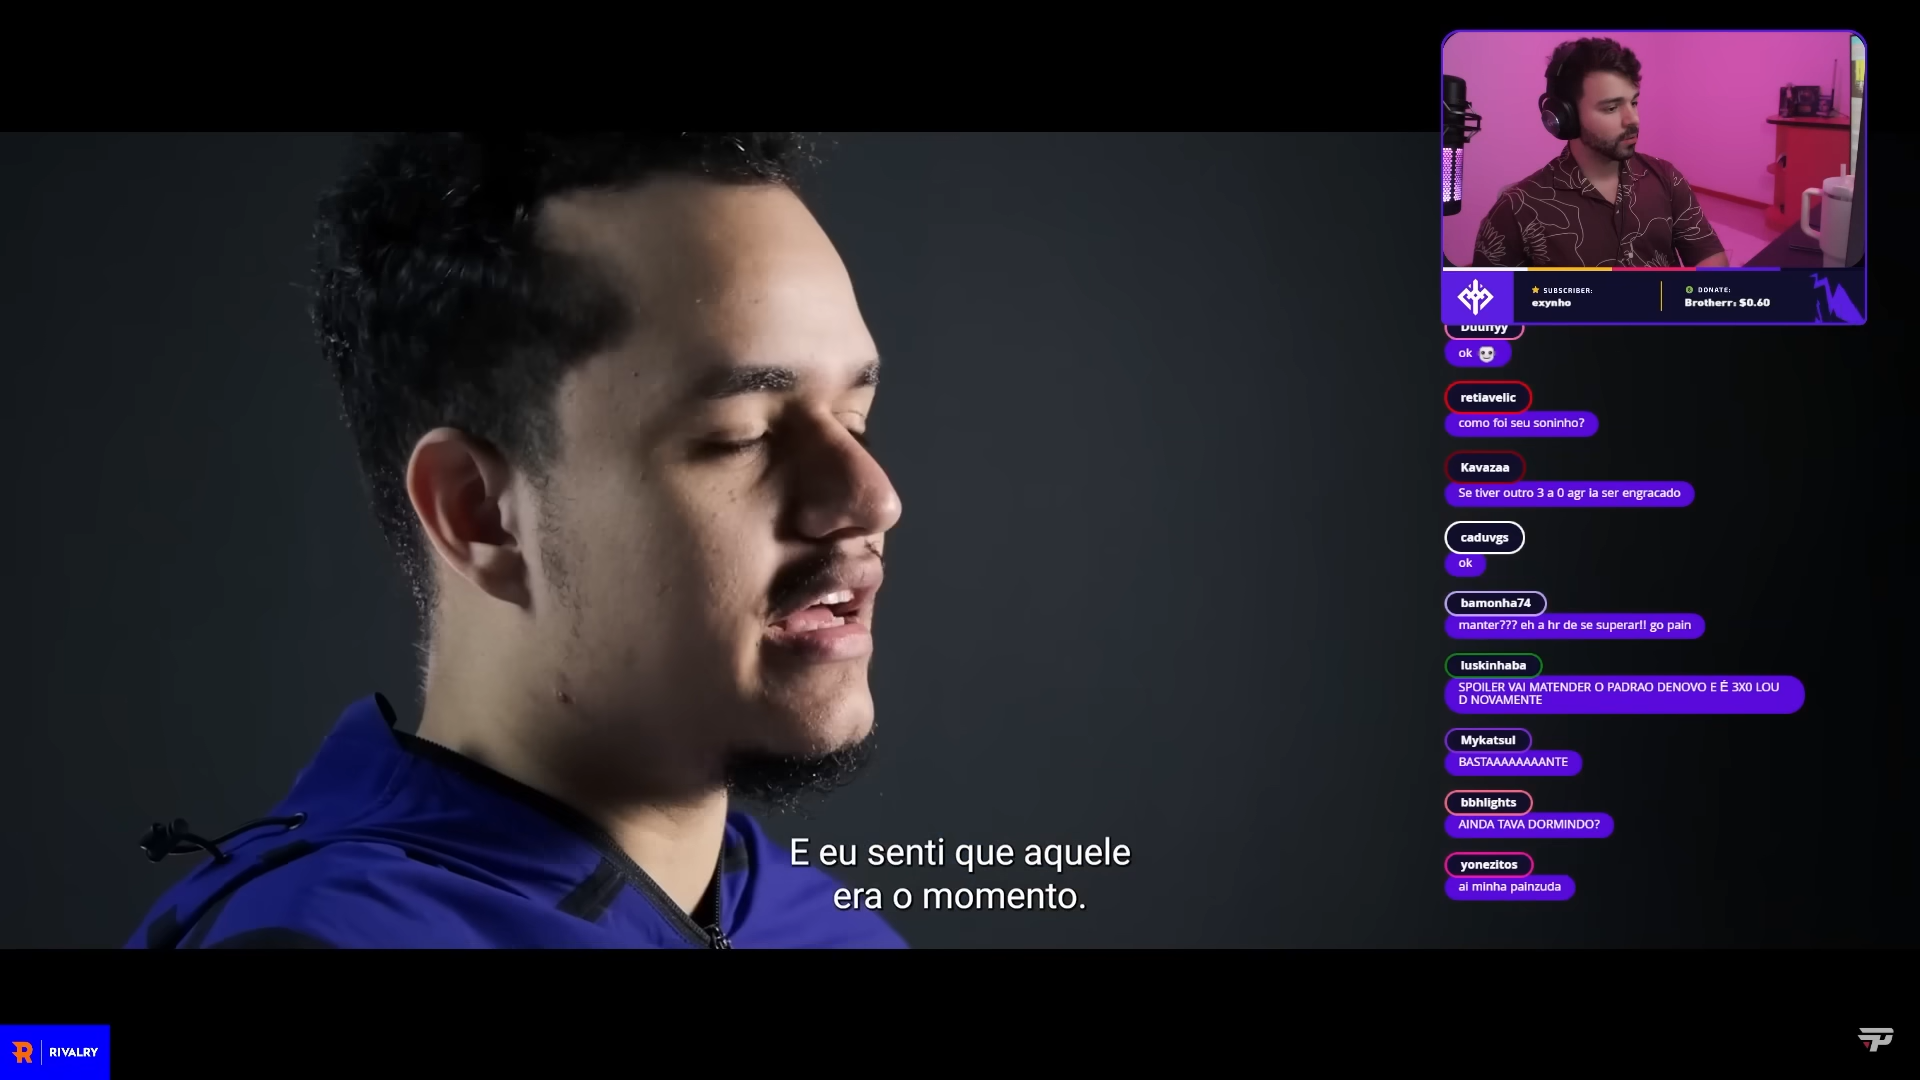 SUBSCRIBER:
exynho
DONATE:
Brotherr: $0.60
Duuffyy
ok
retiavelic
como foi seu soninho?
Kavazaa
Se tiver outro 3 a 0 agr ia ser engracado
caduvgs
ok
bamonha74
manter??? eh a hr de se superar!! go pain
luskinhaba
SPOILER VAI MATENDER O PADRAO DENOVO E É 3X0 LOU
D NOVAMENTE
Mykatsul
BASTAAAAAAAANTE
bbhlights
AINDA TAVA DORMINDO?
yonezitos
ai minha painzuda
E eu senti que aquele
era o momento.
RIVALRY